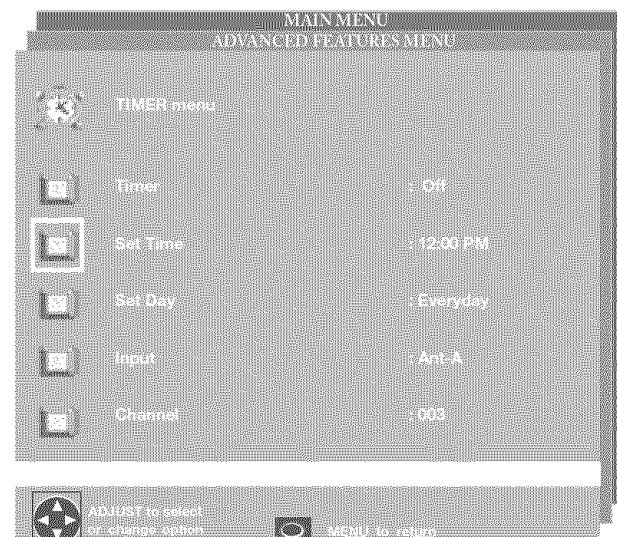 MAIN MENU
ADVANCED FEATURES MENU
TIMER menu
Timer : Off
Set Time : 12:00 PM
Set Day : Everyday
Input : Ant-A
Channel : 003
ADJUST to select
or change option
MENU to return